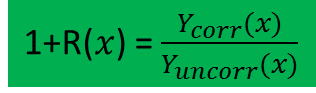 1+R(x) = Y_corr(x) / Y_uncorr(x)